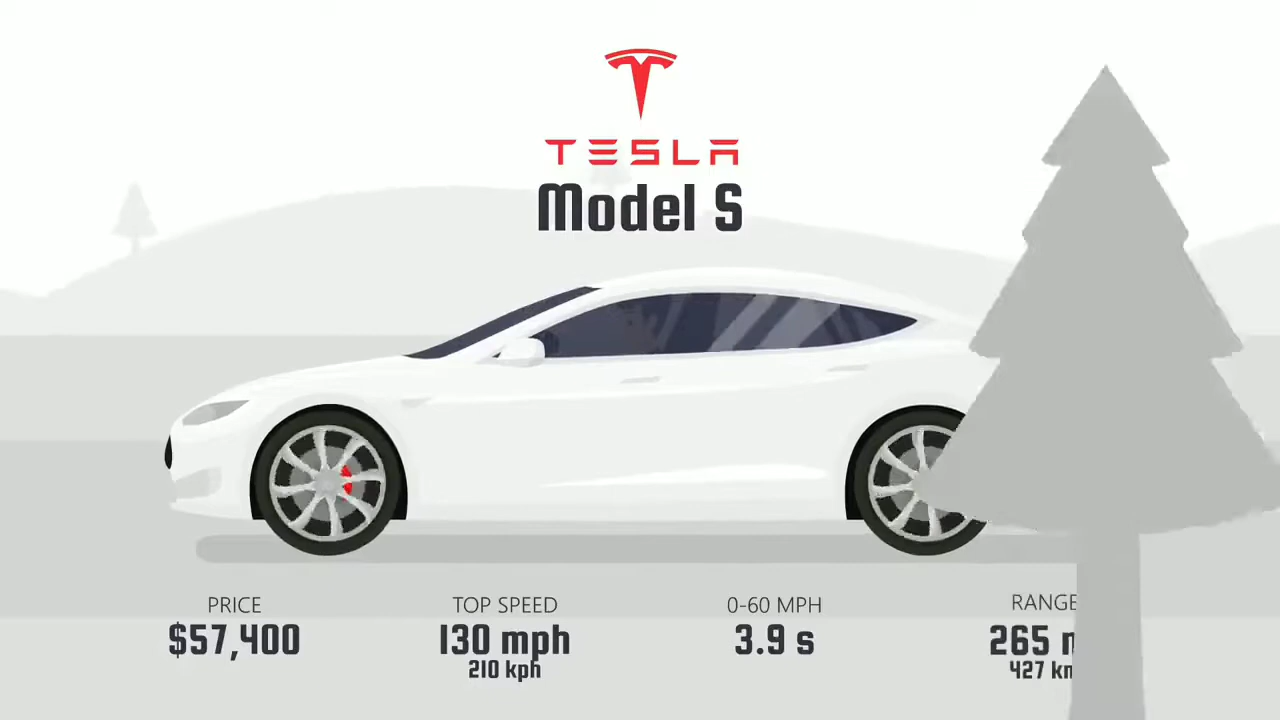 TESLA
Model S
PRICE
$57,400
TOP SPEED
130 mph
210 kph
0-60 MPH
3.9 s
RANGE
265
427